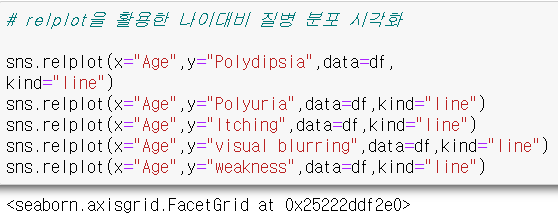 # relplot을 활용한 나이대비 질병 분포 시각화
sns.relplot(x="Age",y="Polydipsia",data=df,
kind="line")
sns.relplot(x="Age",y="Polyuria",data=df,kind="line")
sns.relplot(x="Age",y="Itching",data=df,kind="line")
sns.relplot(x="Age",y="visual blurring",data=df,kind="line")
sns.relplot(x="Age",y="weakness",data=df,kind="line")
<seaborn.axisgrid.FacetGrid at 0x25222ddf2e0>